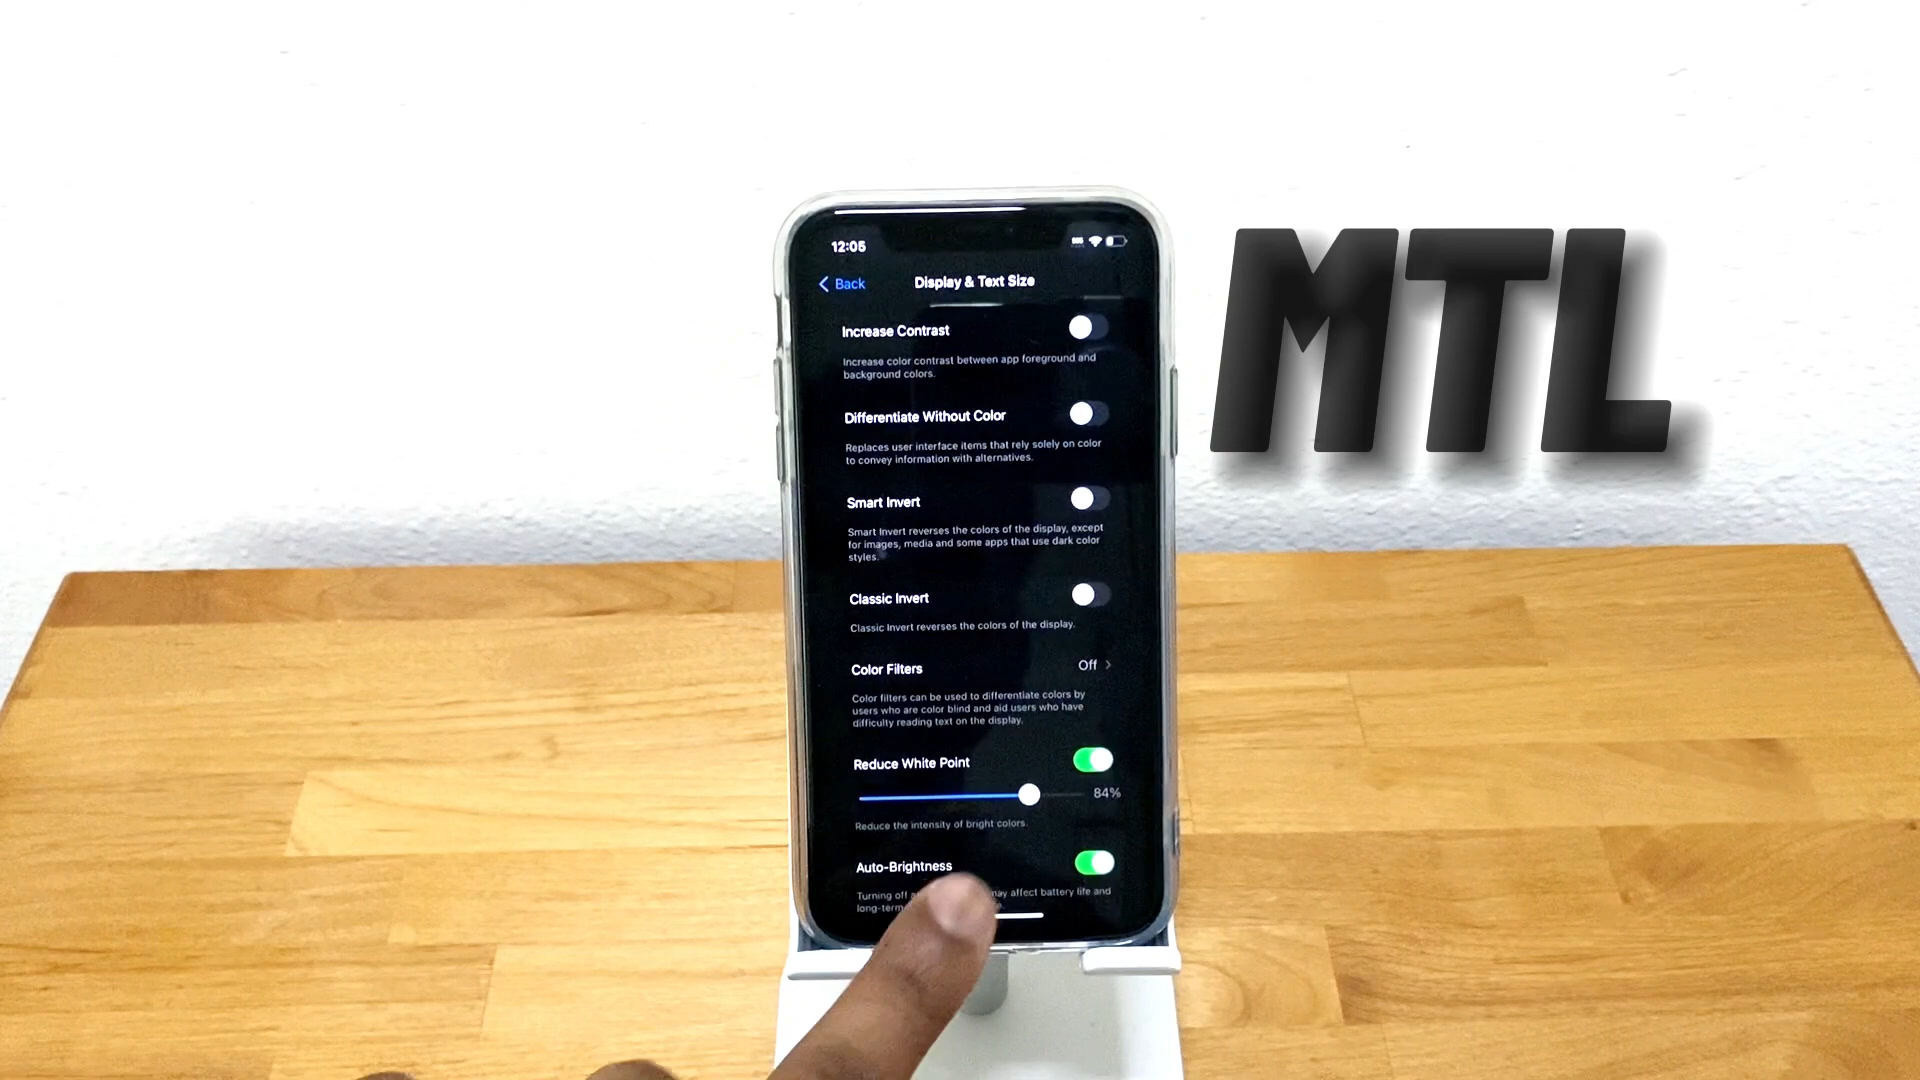 12:05
Back
Display & Text Size
MTL
Increase Contrast
Increase color contrast between app foreground and
background colors.
Differentiate Without Color
Replaces user interface items that rely solely on color
to convey information with alternatives.
Smart Invert
Smart Invert reverses the colors of the display, except
for images, media and some apps that use dark color
styles.
Classic Invert
Classic Invert reverses the colors of the display.
Color Filters Off
Color filters can be used to differentiate colors by
users who are color blind and aid users who have
difficulty reading text on the display.
Reduce White Point
84%
Reduce the intensity of bright colors.
Auto-Brightness
Turning off may affect battery life and
long-term